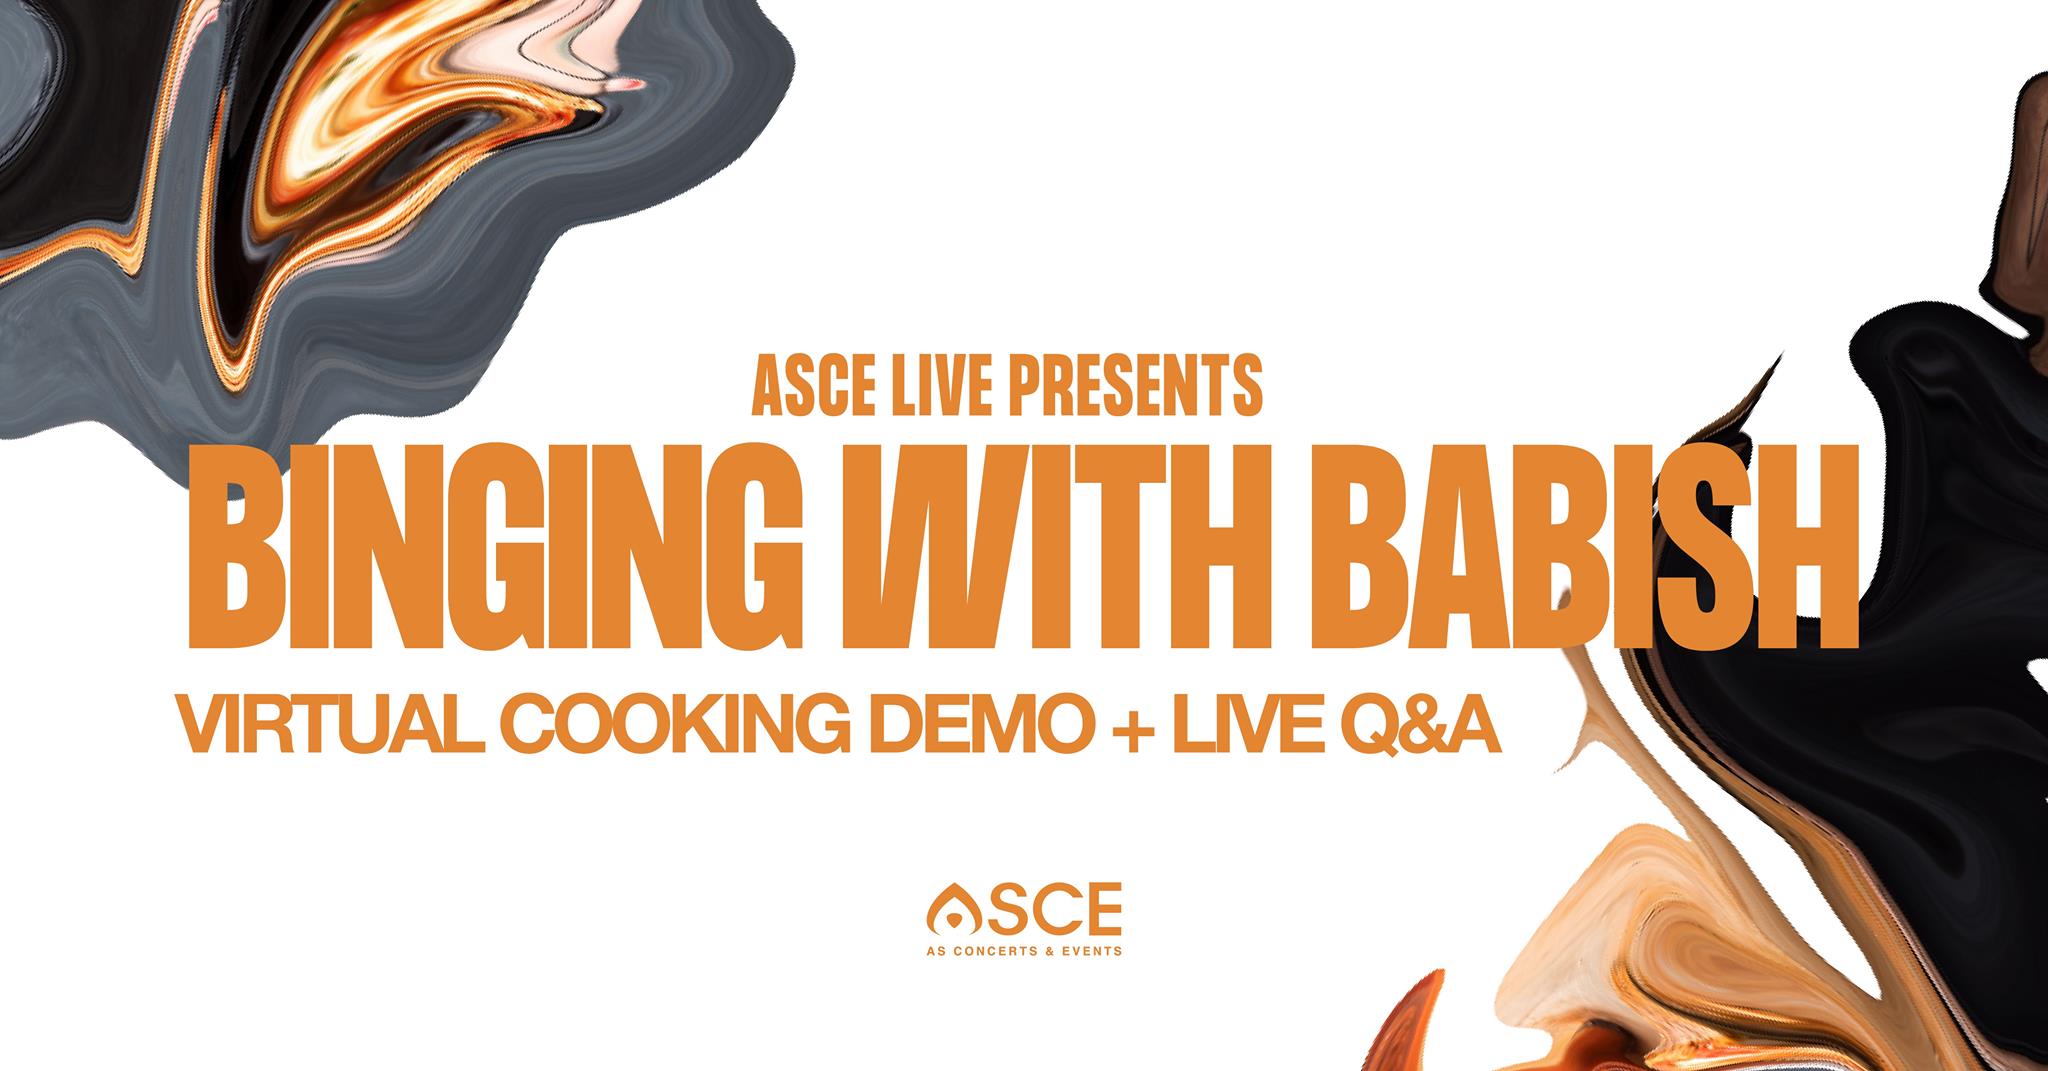 ASCE LIVE PRESENTS
BINGING WITH BABISH
VIRTUAL COOKING DEMO + LIVE Q&A
ASCE
AS CONCERTS & EVENTS